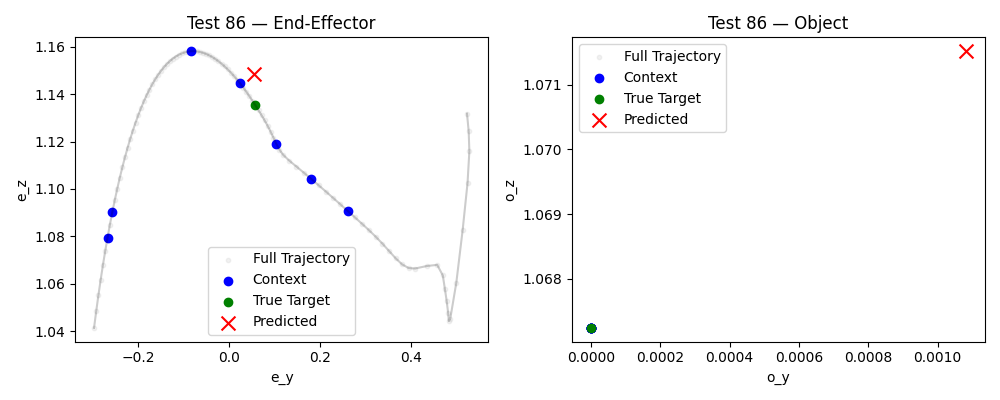 Test 86 — End-Effector
1.16
1.14
1.12
1.10
1.08
1.06
1.04
e_z
−0.2
0.0
0.2
0.4
e_y
Full Trajectory
Context
True Target
Predicted
Test 86 — Object
1.071
1.070
1.069
1.068
o_z
0.0000
0.0002
0.0004
0.0006
0.0008
0.0010
o_y
Full Trajectory
Context
True Target
Predicted